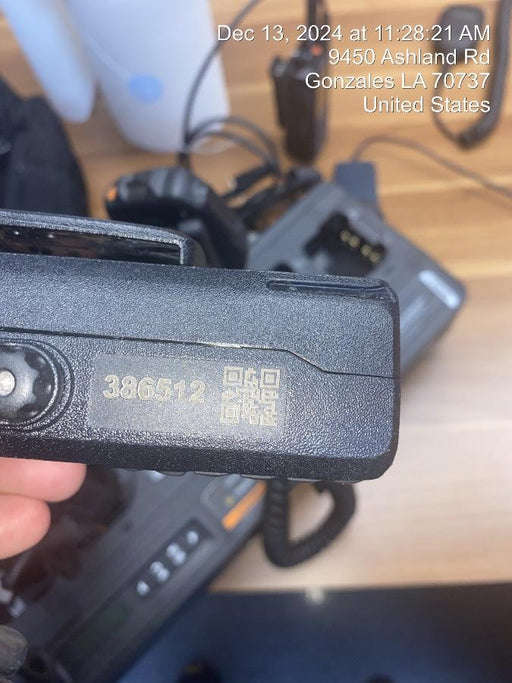 Dec 13, 2024 at 11:28:21 AM
9450 Ashland Rd
Gonzales LA 70737
United States
386512